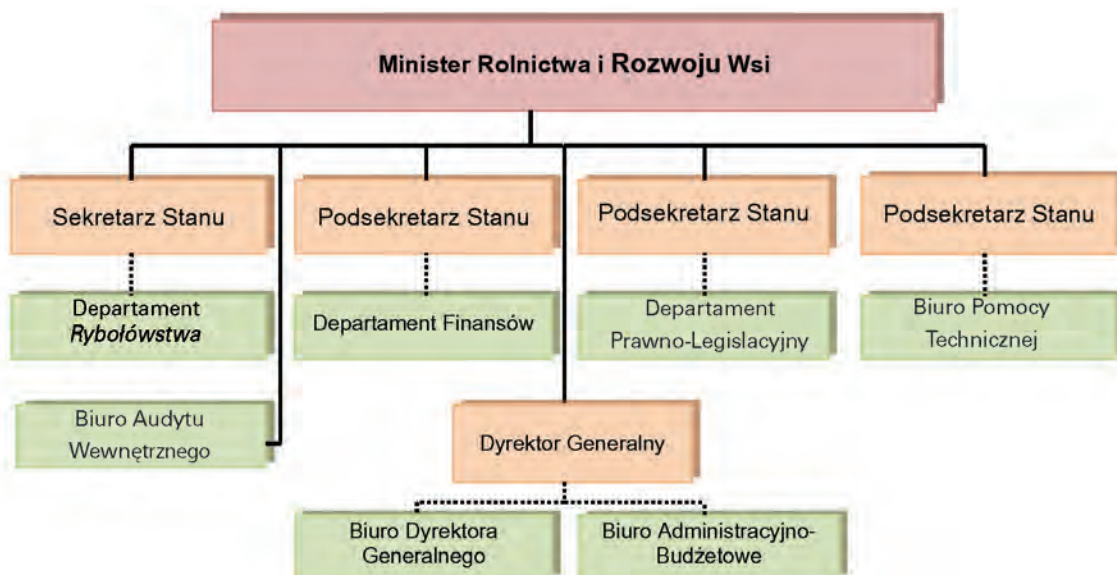 Minister Rolnictwa i Rozwoju Wsi
Sekretarz Stanu
Podsekretarz Stanu
Podsekretarz Stanu
Podsekretarz Stanu
Departament
Rybołówstwa
Departament Finansów
Departament
Prawno-Legislacyjny
Biuro Pomocy
Technicznej
Biuro Audytu
Wewnętrznego
Dyrektor Generalny
Biuro Dyrektora
Generalnego
Biuro Administracyjno-
Budżetowe